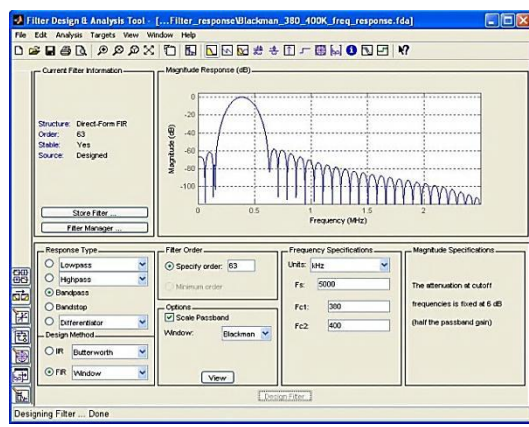 Filter Design & Analysis Tool - [...Filter_response\Blackman_380_400K_freq_response.fda]
File Edit Analysis Targets View Window Help
Current Filter Information
Structure: Direct-Form FIR
Order: 63
Stable: Yes
Source: Designed
Store Filter ...
Filter Manager ...
Magnitude Response (dB)
Magnitude (dB)
0
-20
-40
-60
-80
-100
0 0.5 1 1.5 2
Frequency (MHz)
Response Type
Lowpass
Highpass
Bandpass
Bandstop
Differentiator
Design Method
IIR Butterworth
FIR Window
Filter Order
Specify order: 63
Minimum order
Options
Scale Passband
Window: Blackman
View
Frequency Specifications
Units: kHz
Fs: 5000
Fc1: 380
Fc2: 400
Magnitude Specifications
The attenuation at cutoff
frequencies is fixed at 6 dB
(half the passband gain)
Design Filter
Designing Filter ... Done